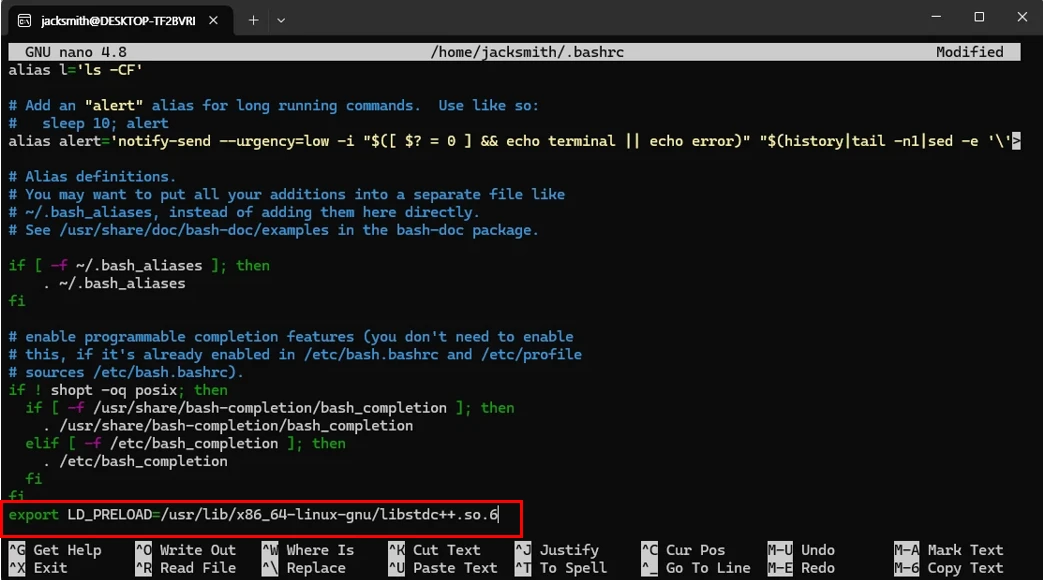 jacksmith@DESKTOP-TF2BVRI
GNU nano 4.8 /home/jacksmith/.bashrc Modified
alias l='ls -CF'
# Add an "alert" alias for long running commands.  Use like so:
#   sleep 10; alert
alias alert='notify-send --urgency=low -i "$([ $? = 0 ] && echo terminal || echo error)" "$(history|tail -n1|sed -e '\'>
# Alias definitions.
# You may want to put all your additions into a separate file like
# ~/.bash_aliases, instead of adding them here directly.
# See /usr/share/doc/bash-doc/examples in the bash-doc package.
if [ -f ~/.bash_aliases ]; then
    . ~/.bash_aliases
fi
# enable programmable completion features (you don't need to enable
# this, if it's already enabled in /etc/bash.bashrc and /etc/profile
# sources /etc/bash.bashrc).
if ! shopt -oq posix; then
  if [ -f /usr/share/bash-completion/bash_completion ]; then
    . /usr/share/bash-completion/bash_completion
  elif [ -f /etc/bash_completion ]; then
    . /etc/bash_completion
  fi
fi
export LD_PRELOAD=/usr/lib/x86_64-linux-gnu/libstdc++.so.6
^G Get Help ^O Write Out ^W Where Is ^K Cut Text ^J Justify ^C Cur Pos M-U Undo M-A Mark Text
^X Exit ^R Read File ^\ Replace ^U Paste Text ^T To Spell ^_ Go To Line M-E Redo M-6 Copy Text